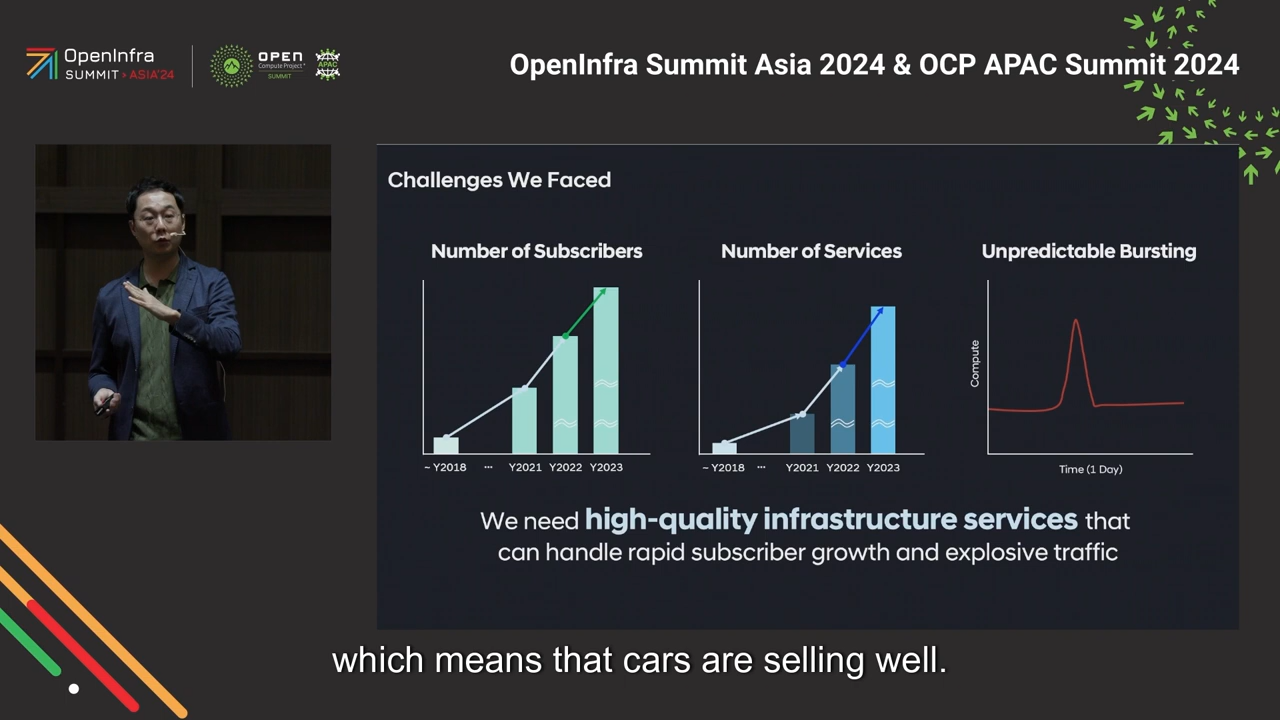 OpenInfra
SUMMIT › ASIA'24
OPEN
Compute Project®
SUMMIT
APAC
OpenInfra Summit Asia 2024 & OCP APAC Summit 2024
Challenges We Faced
Number of Subscribers
~ Y2018 ... Y2021 Y2022 Y2023
Number of Services
~ Y2018 ... Y2021 Y2022 Y2023
Unpredictable Bursting
Compute
Time (1 Day)
We need high-quality infrastructure services that
can handle rapid subscriber growth and explosive traffic
which means that cars are selling well.